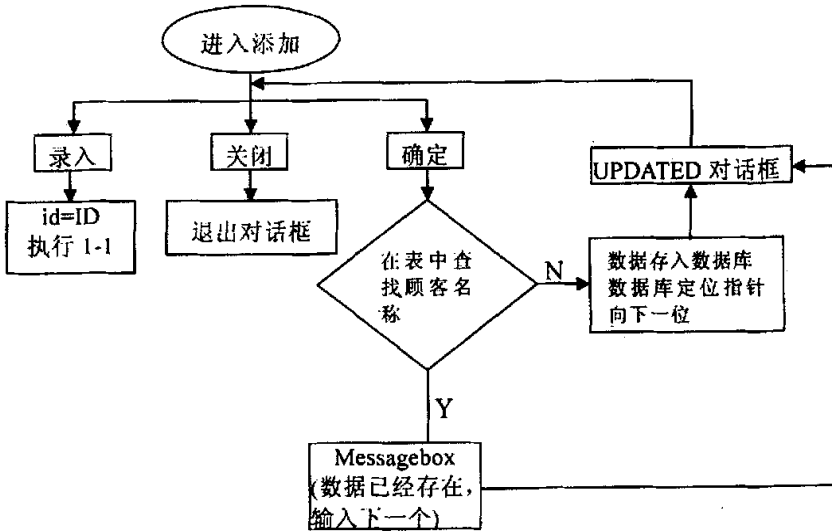 进入添加
录入
关闭
确定
UPDATED 对话框
id=ID
执行 1-1
退出对话框
在表中查
找顾客名
称
N
数据存入数据库
数据库定位指针
向下一位
Y
Messagebox
(数据已经存在,
输入下一个)